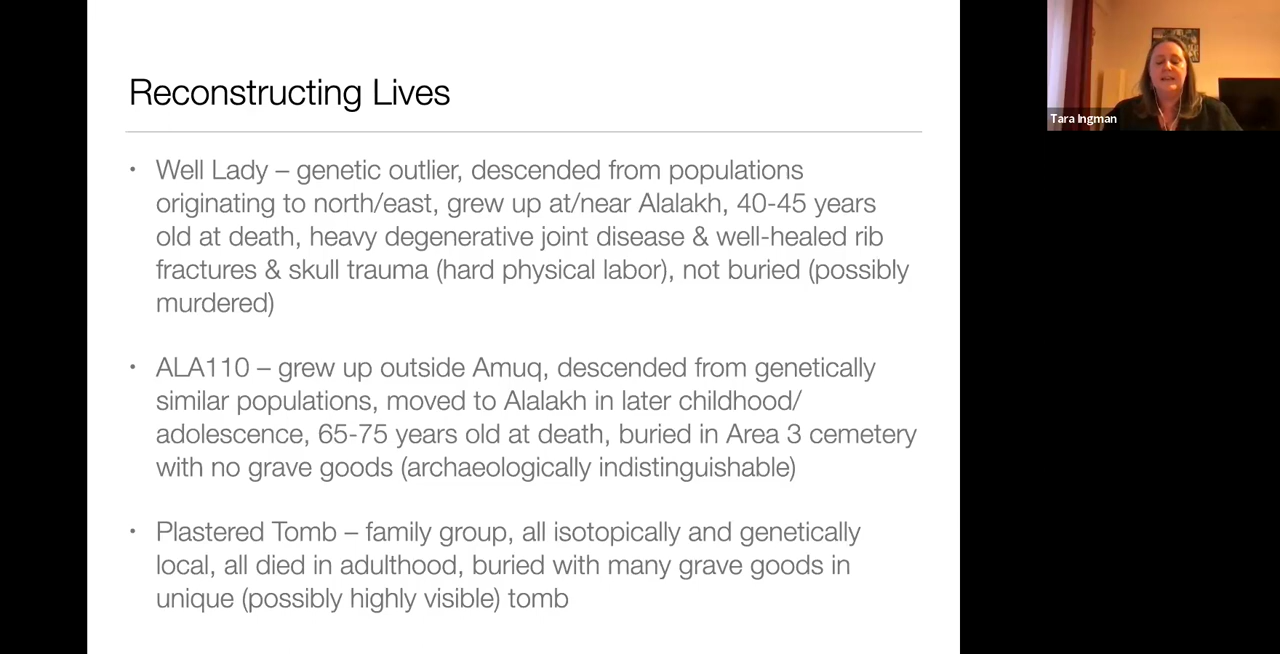 Reconstructing Lives
• Well Lady – genetic outlier, descended from populations
originating to north/east, grew up at/near Alalakh, 40-45 years
old at death, heavy degenerative joint disease & well-healed rib
fractures & skull trauma (hard physical labor), not buried (possibly
murdered)
• ALA110 – grew up outside Amuq, descended from genetically
similar populations, moved to Alalakh in later childhood/
adolescence, 65-75 years old at death, buried in Area 3 cemetery
with no grave goods (archaeologically indistinguishable)
• Plastered Tomb – family group, all isotopically and genetically
local, all died in adulthood, buried with many grave goods in
unique (possibly highly visible) tomb
Tara Ingman